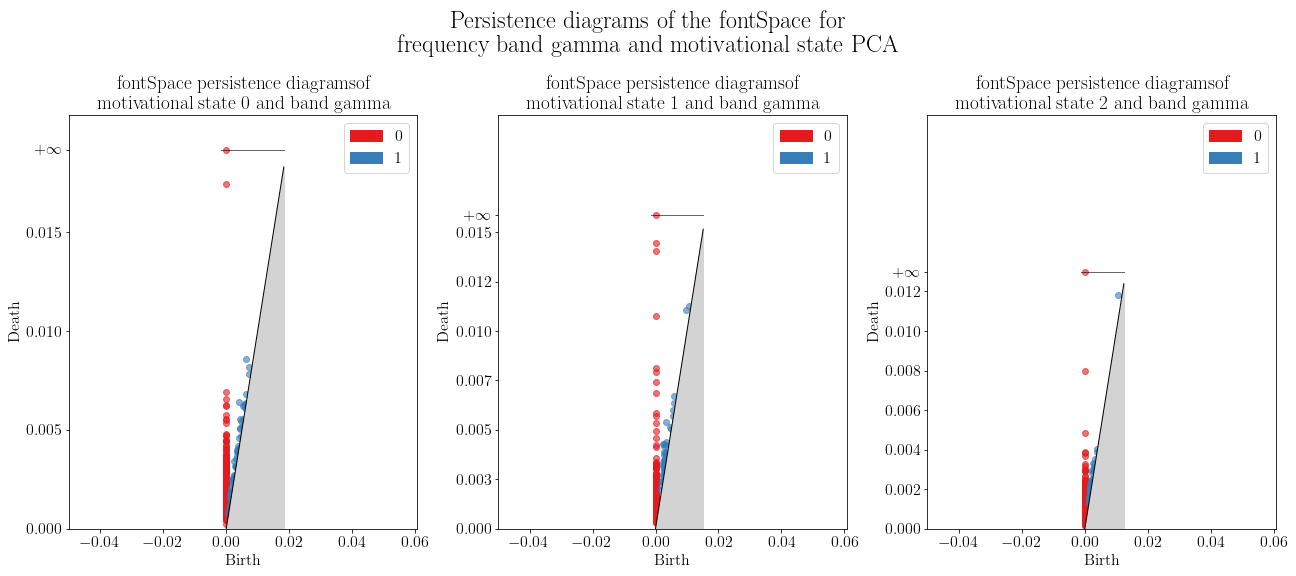 Persistence diagrams of the fontSpace for
frequency band gamma and motivational state PCA
fontSpace persistence diagramsof
motivational state 0 and band gamma
+∞
0.015
0.010
0.005
0.000
Death
−0.04 −0.02 0.00 0.02 0.04 0.06
Birth
0
1
fontSpace persistence diagramsof
motivational state 1 and band gamma
+∞
0.015
0.012
0.010
0.007
0.005
0.003
0.000
Death
−0.04 −0.02 0.00 0.02 0.04 0.06
Birth
0
1
fontSpace persistence diagramsof
motivational state 2 and band gamma
+∞
0.012
0.010
0.008
0.006
0.004
0.002
0.000
Death
−0.04 −0.02 0.00 0.02 0.04 0.06
Birth
0
1